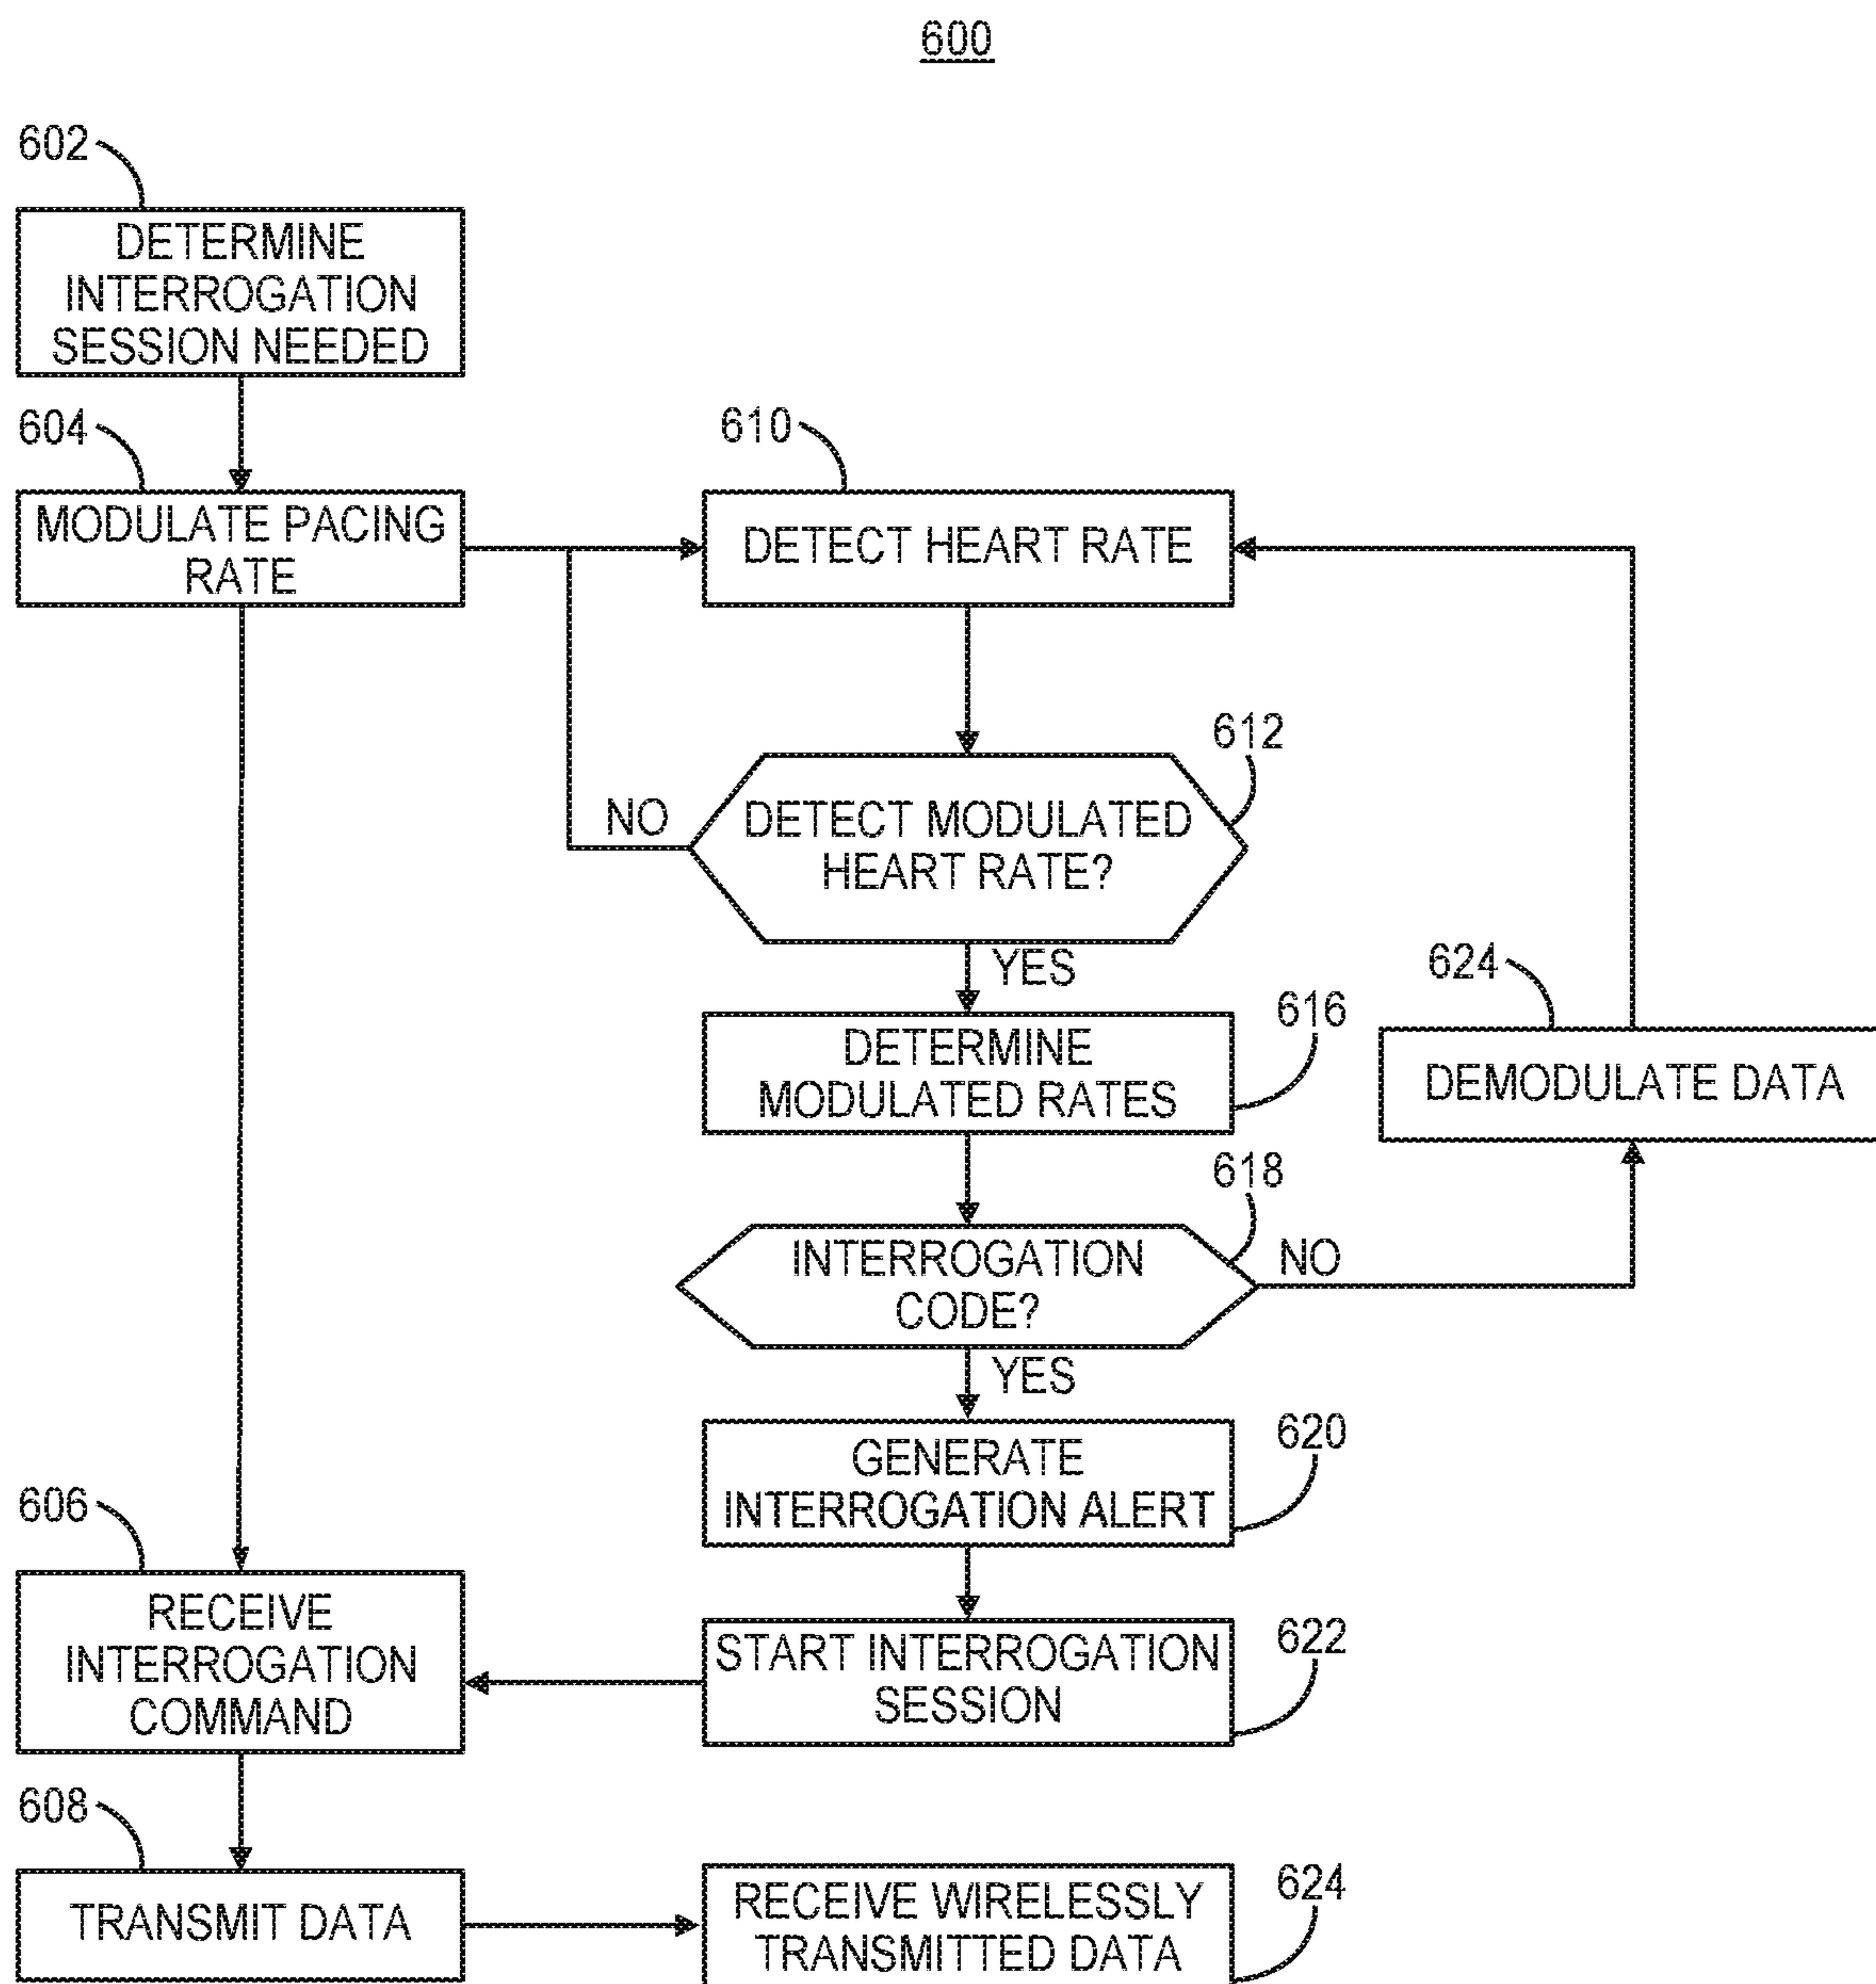 600
602
DETERMINE
INTERROGATION
SESSION NEEDED
604
MODULATE PACING
RATE
610
DETECT HEART RATE
612
NO
DETECT MODULATED
HEART RATE?
YES
616
DETERMINE
MODULATED RATES
624
DEMODULATE DATA
618
INTERROGATION
CODE?
NO
YES
620
GENERATE
INTERROGATION ALERT
606
RECEIVE
INTERROGATION
COMMAND
622
START INTERROGATION
SESSION
608
TRANSMIT DATA
624
RECEIVE WIRELESSLY
TRANSMITTED DATA